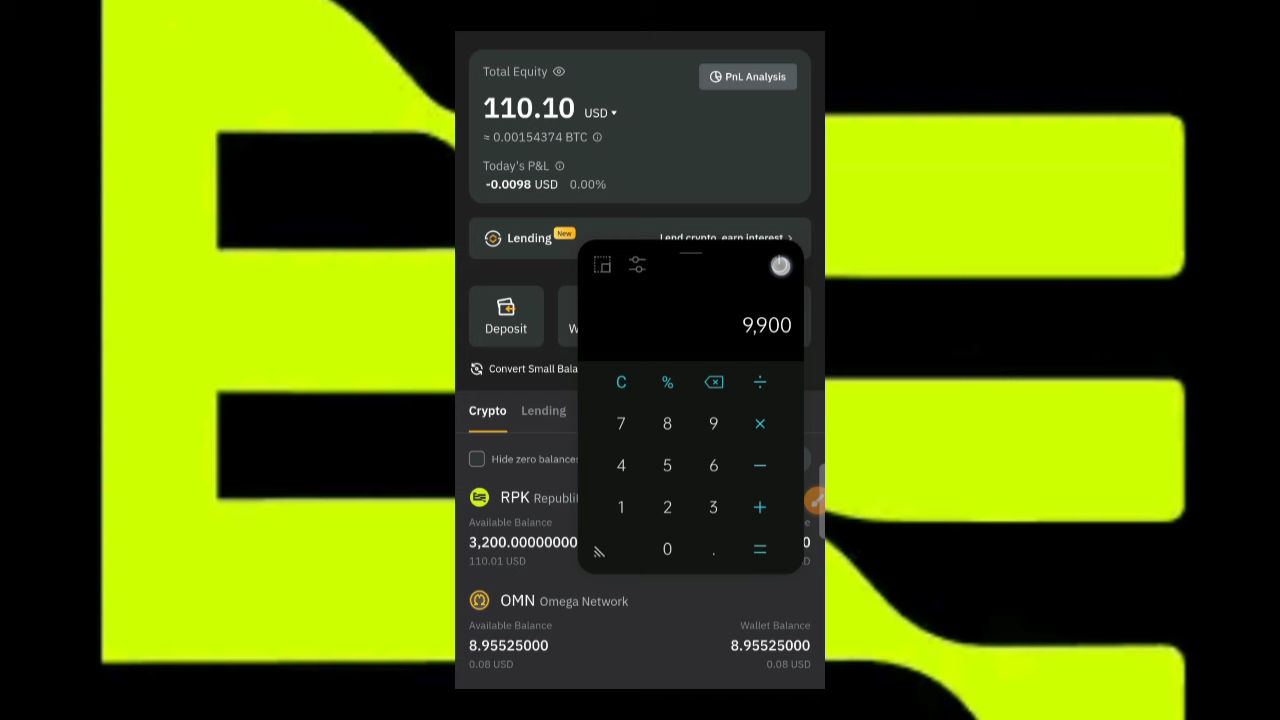 Total Equity
PnL Analysis
110.10 USD
≈ 0.00154374 BTC
Today's P&L
-0.0098 USD 0.00%
Lending New
Lend crypto, earn interest >
9,900
Deposit
W
Convert Small Bala
C % ÷
Crypto Lending
7 8 9 ×
Hide zero balances
4 5 6 −
RPK Republi
1 2 3 +
Available Balance
3,200.00000000
0
0 . =
110.01 USD
D
OMN Omega Network
Available Balance
Wallet Balance
8.95525000
8.95525000
0.08 USD
0.08 USD